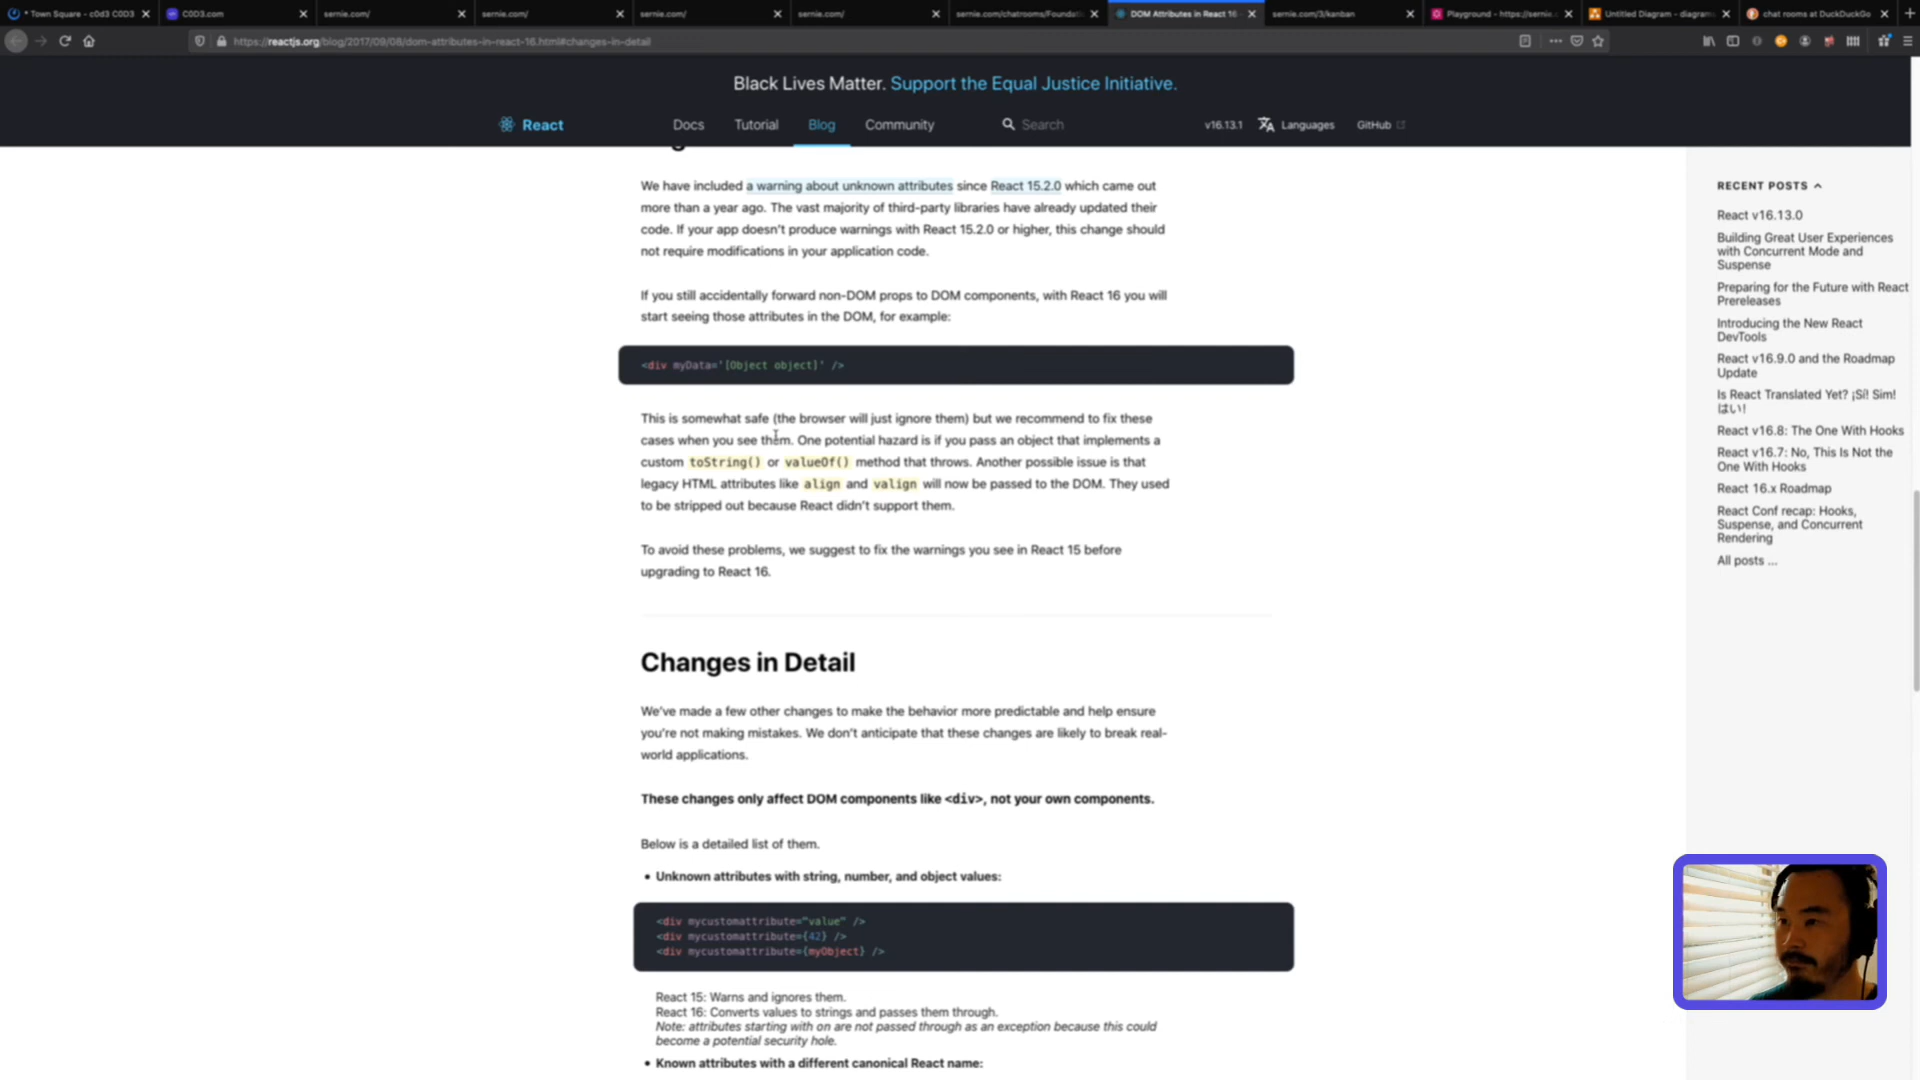 * Town Square - c0d3 C0D3
C0D3.com
sernie.com/
sernie.com/
sernie.com/
sernie.com/
sernie.com/chatrooms/Foundat
DOM Attributes in React 16 -
sernie.com/3/kanban
Playground - https://sernie.
Untitled Diagram - diagram
chat rooms at DuckDuckGo
https://reactjs.org/blog/2017/09/08/dom-attributes-in-react-16.html#changes-in-detail
Black Lives Matter. Support the Equal Justice Initiative.
React
Docs
Tutorial
Blog
Community
Search
v16.13.1
Languages
GitHub
We have included a warning about unknown attributes since React 15.2.0 which came out
more than a year ago. The vast majority of third-party libraries have already updated their
code. If your app doesn't produce warnings with React 15.2.0 or higher, this change should
not require modifications in your application code.
If you still accidentally forward non-DOM props to DOM components, with React 16 you will
start seeing those attributes in the DOM, for example:
<div myData='[Object object]' />
This is somewhat safe (the browser will just ignore them) but we recommend to fix these
cases when you see them. One potential hazard is if you pass an object that implements a
custom toString() or valueOf() method that throws. Another possible issue is that
legacy HTML attributes like align and valign will now be passed to the DOM. They used
to be stripped out because React didn't support them.
To avoid these problems, we suggest to fix the warnings you see in React 15 before
upgrading to React 16.
Changes in Detail
We've made a few other changes to make the behavior more predictable and help ensure
you're not making mistakes. We don't anticipate that these changes are likely to break real-
world applications.
These changes only affect DOM components like <div>, not your own components.
Below is a detailed list of them.
• Unknown attributes with string, number, and object values:
<div mycustomattribute="value" />
<div mycustomattribute={42} />
<div mycustomattribute={myObject} />
React 15: Warns and ignores them.
React 16: Converts values to strings and passes them through.
Note: attributes starting with on are not passed through as an exception because this could
become a potential security hole.
• Known attributes with a different canonical React name:
RECENT POSTS
React v16.13.0
Building Great User Experiences
with Concurrent Mode and
Suspense
Preparing for the Future with React
Prereleases
Introducing the New React
DevTools
React v16.9.0 and the Roadmap
Update
Is React Translated Yet? ¡Sí! Sim!
はい!
React v16.8: The One With Hooks
React v16.7: No, This Is Not the
One With Hooks
React 16.x Roadmap
React Conf recap: Hooks,
Suspense, and Concurrent
Rendering
All posts ...